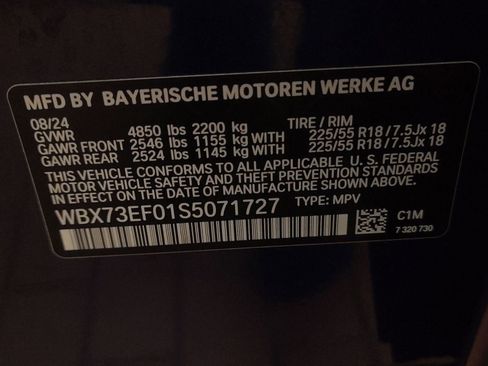 MFD BY BAYERISCHE MOTOREN WERKE AG
08/24 TIRE / RIM
GVWR 4850 lbs 2200 kg
GAWR FRONT 2546 lbs 1155 kg WITH 225/55 R18 / 7.5Jx 18
GAWR REAR 2524 lbs 1145 kg WITH 225/55 R18 / 7.5Jx 18
THIS VEHICLE CONFORMS TO ALL APPLICABLE U. S. FEDERAL
MOTOR VEHICLE SAFETY AND THEFT PREVENTION STANDARDS
IN EFFECT ON THE DATE OF MANUFACTURE SHOWN ABOVE.
WBX73EF01S5071727 TYPE: MPV
C1M
7 320 730